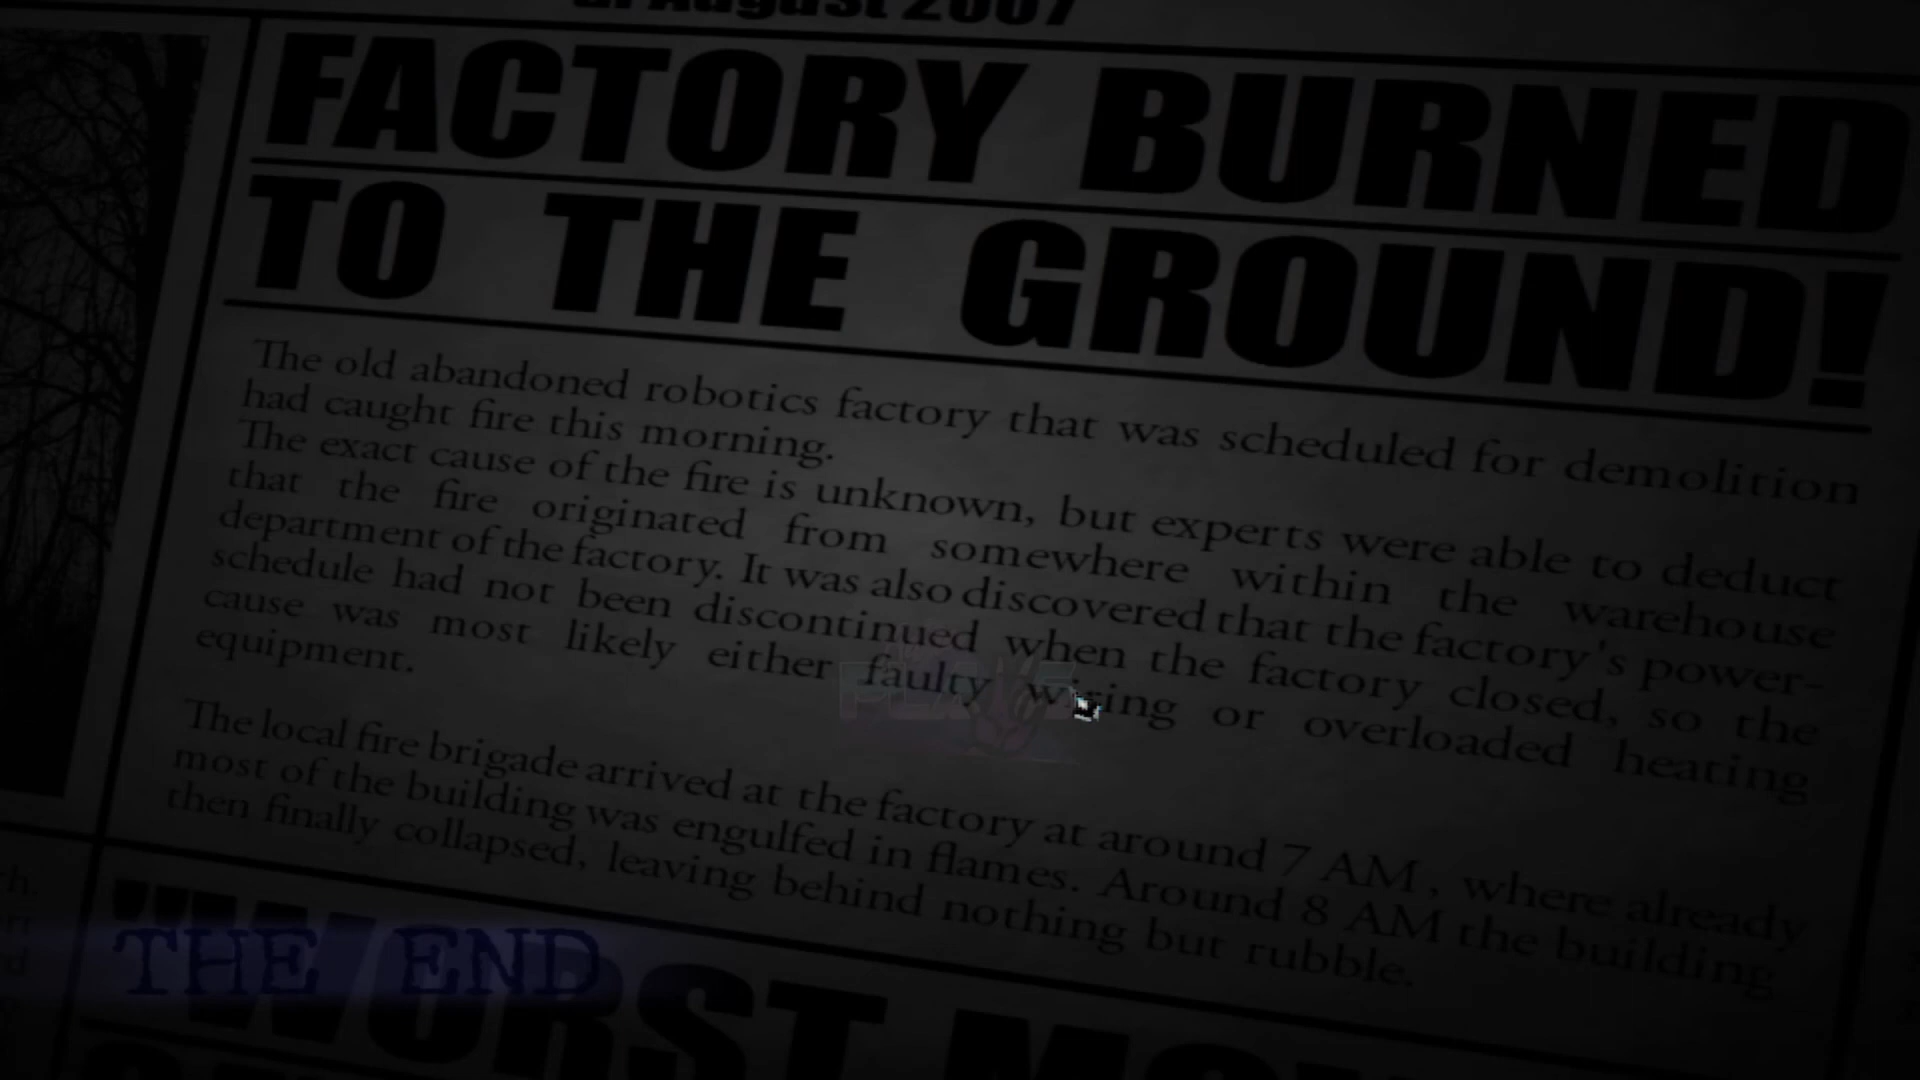 August 2007
FACTORY BURNED
TO THE GROUND!
The old abandoned robotics factory that was scheduled for demolition
had caught fire this morning.
The exact cause of the fire is unknown, but experts were able to deduct
that the fire originated from somewhere within the warehouse
department of the factory. It was also discovered that the factory's power-
schedule had not been discontinued when the factory closed, so the
cause was most likely either faulty wiring or overloaded heating
equipment.
The local fire brigade arrived at the factory at around 7 AM, where already
most of the building was engulfed in flames. Around 8 AM the building
then finally collapsed, leaving behind nothing but rubble.
THE END
"WORST